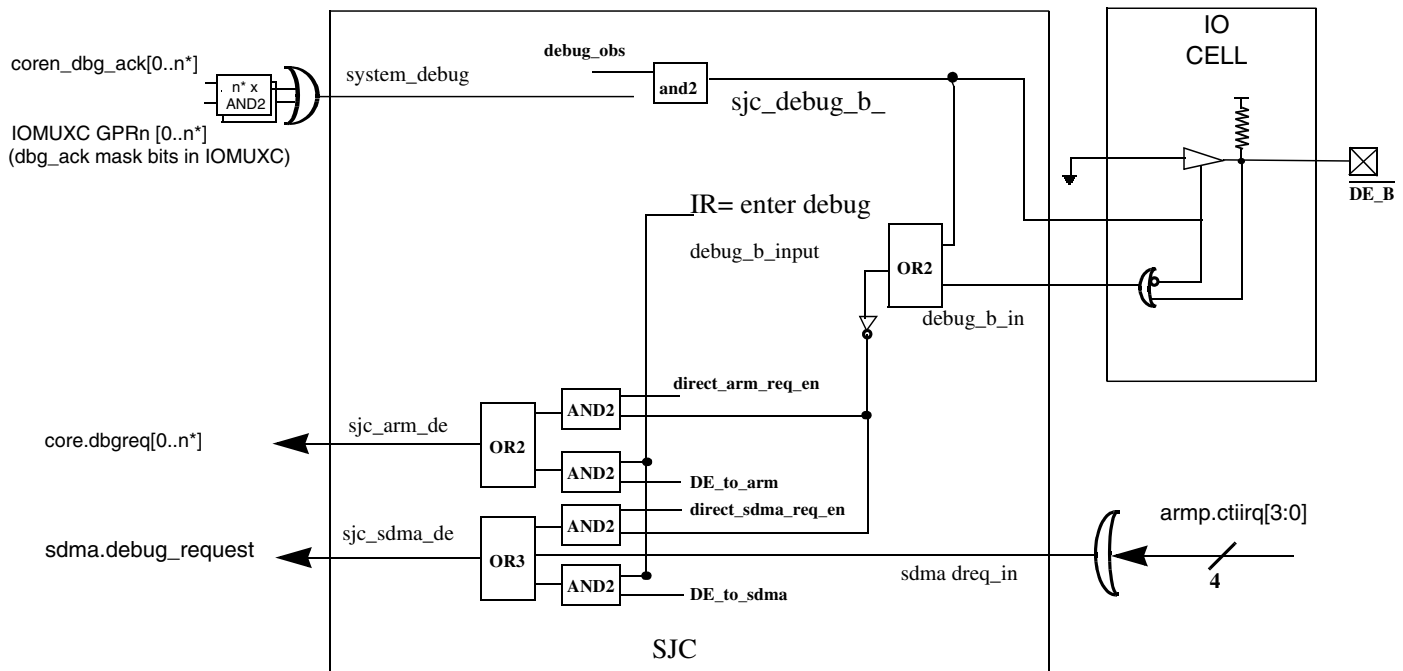 IO
CELL
debug_obs
coren_dbg_ack[0..n*]
system_debug
n* x
AND2
and2
sjc_debug_b_
IOMUXC GPRn [0..n*]
(dbg_ack mask bits in IOMUXC)
DE_B
IR= enter debug
debug_b_input
OR2
debug_b_in
direct_arm_req_en
AND2
sjc_arm_de
OR2
core.dbgreq[0..n*]
AND2
DE_to_arm
direct_sdma_req_en
AND2
armp.ctiirq[3:0]
sjc_sdma_de
sdma.debug_request
OR3
sdma dreq_in
4
AND2
DE_to_sdma
SJC